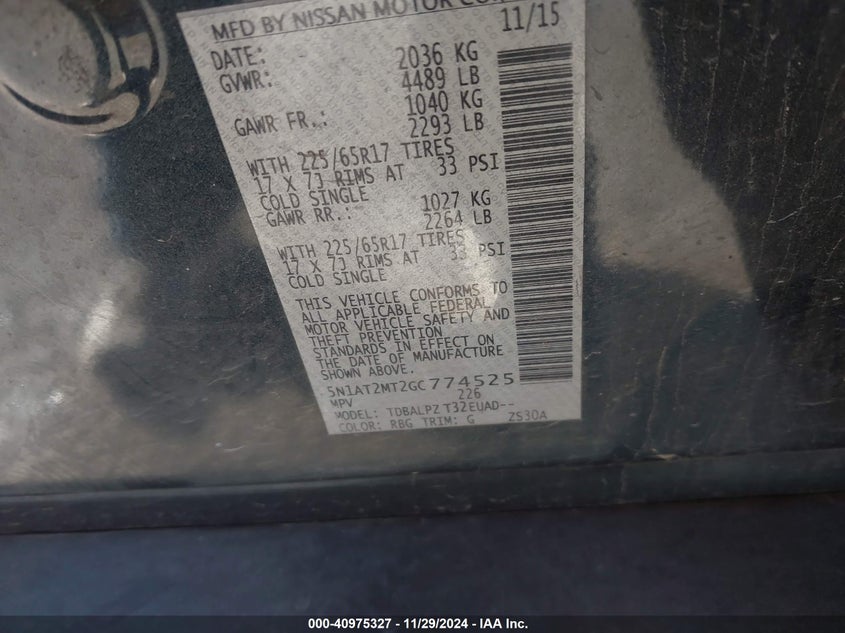 MFD BY NISSAN MOTOR CO
DATE: 11/15
GVWR: 2036 KG
4489 LB
GAWR FR.: 1040 KG
2293 LB
WITH 225/65R17 TIRES
17 X 7J RIMS AT 33 PSI
COLD SINGLE
GAWR RR.: 1027 KG
2264 LB
WITH 225/65R17 TIRES
17 X 7J RIMS AT 33 PSI
COLD SINGLE
THIS VEHICLE CONFORMS TO
ALL APPLICABLE FEDERAL
MOTOR VEHICLE SAFETY AND
THEFT PREVENTION
STANDARDS IN EFFECT ON
THE DATE OF MANUFACTURE
SHOWN ABOVE.
5N1AT2MT2GC774525
MPV 226
MODEL: TDBALPZ T32EUAD--
COLOR: RBG TRIM: G ZS30A
000-40975327 - 11/29/2024 - IAA Inc.